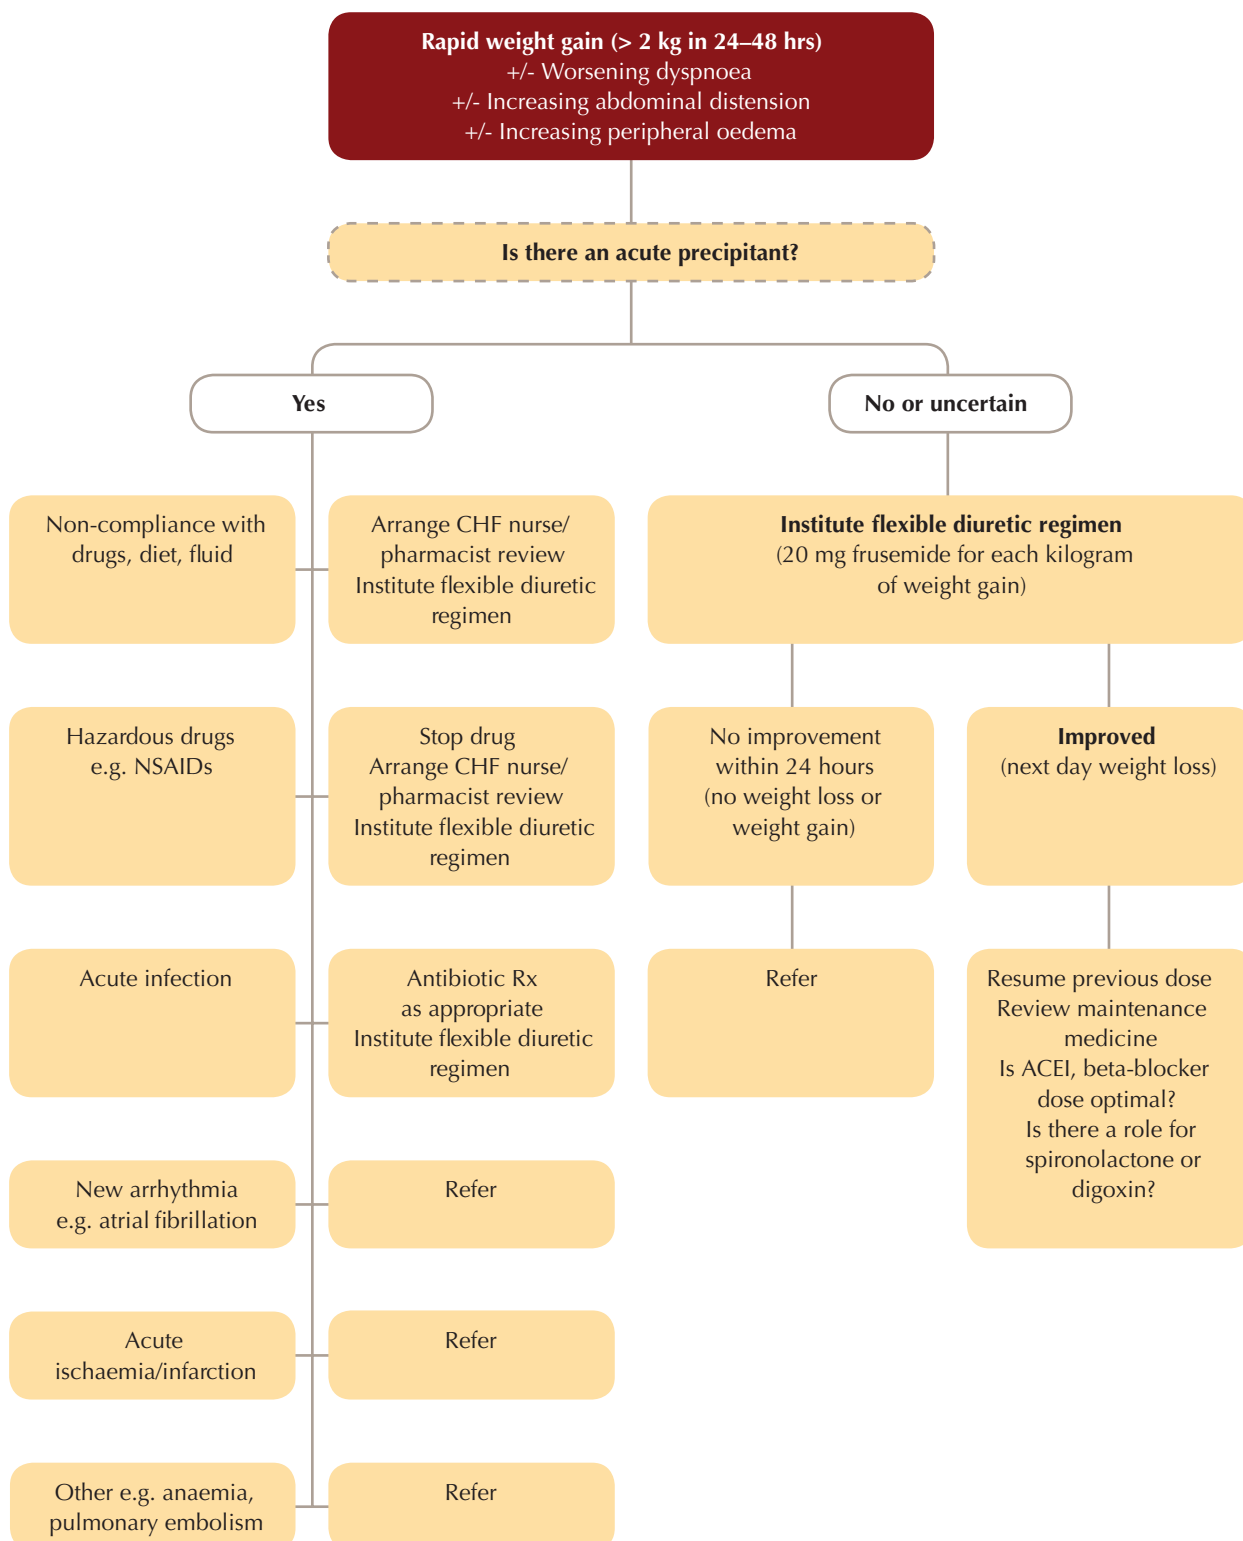 Rapid weight gain (> 2 kg in 24–48 hrs)
+/- Worsening dyspnoea
+/- Increasing abdominal distension
+/- Increasing peripheral oedema
Is there an acute precipitant?
Yes
Non-compliance with
drugs, diet, fluid
Arrange CHF nurse/
pharmacist review
Institute flexible diuretic
regimen
Hazardous drugs
e.g. NSAIDs
Stop drug
Arrange CHF nurse/
pharmacist review
Institute flexible diuretic
regimen
Acute infection
Antibiotic Rx
as appropriate
Institute flexible diuretic
regimen
New arrhythmia
e.g. atrial fibrillation
Refer
Acute
ischaemia/infarction
Refer
Other e.g. anaemia,
pulmonary embolism
Refer
No or uncertain
Institute flexible diuretic regimen
(20 mg frusemide for each kilogram
of weight gain)
No improvement
within 24 hours
(no weight loss or
weight gain)
Refer
Improved
(next day weight loss)
Resume previous dose
Review maintenance
medicine
Is ACEI, beta-blocker
dose optimal?
Is there a role for
spironolactone or
digoxin?